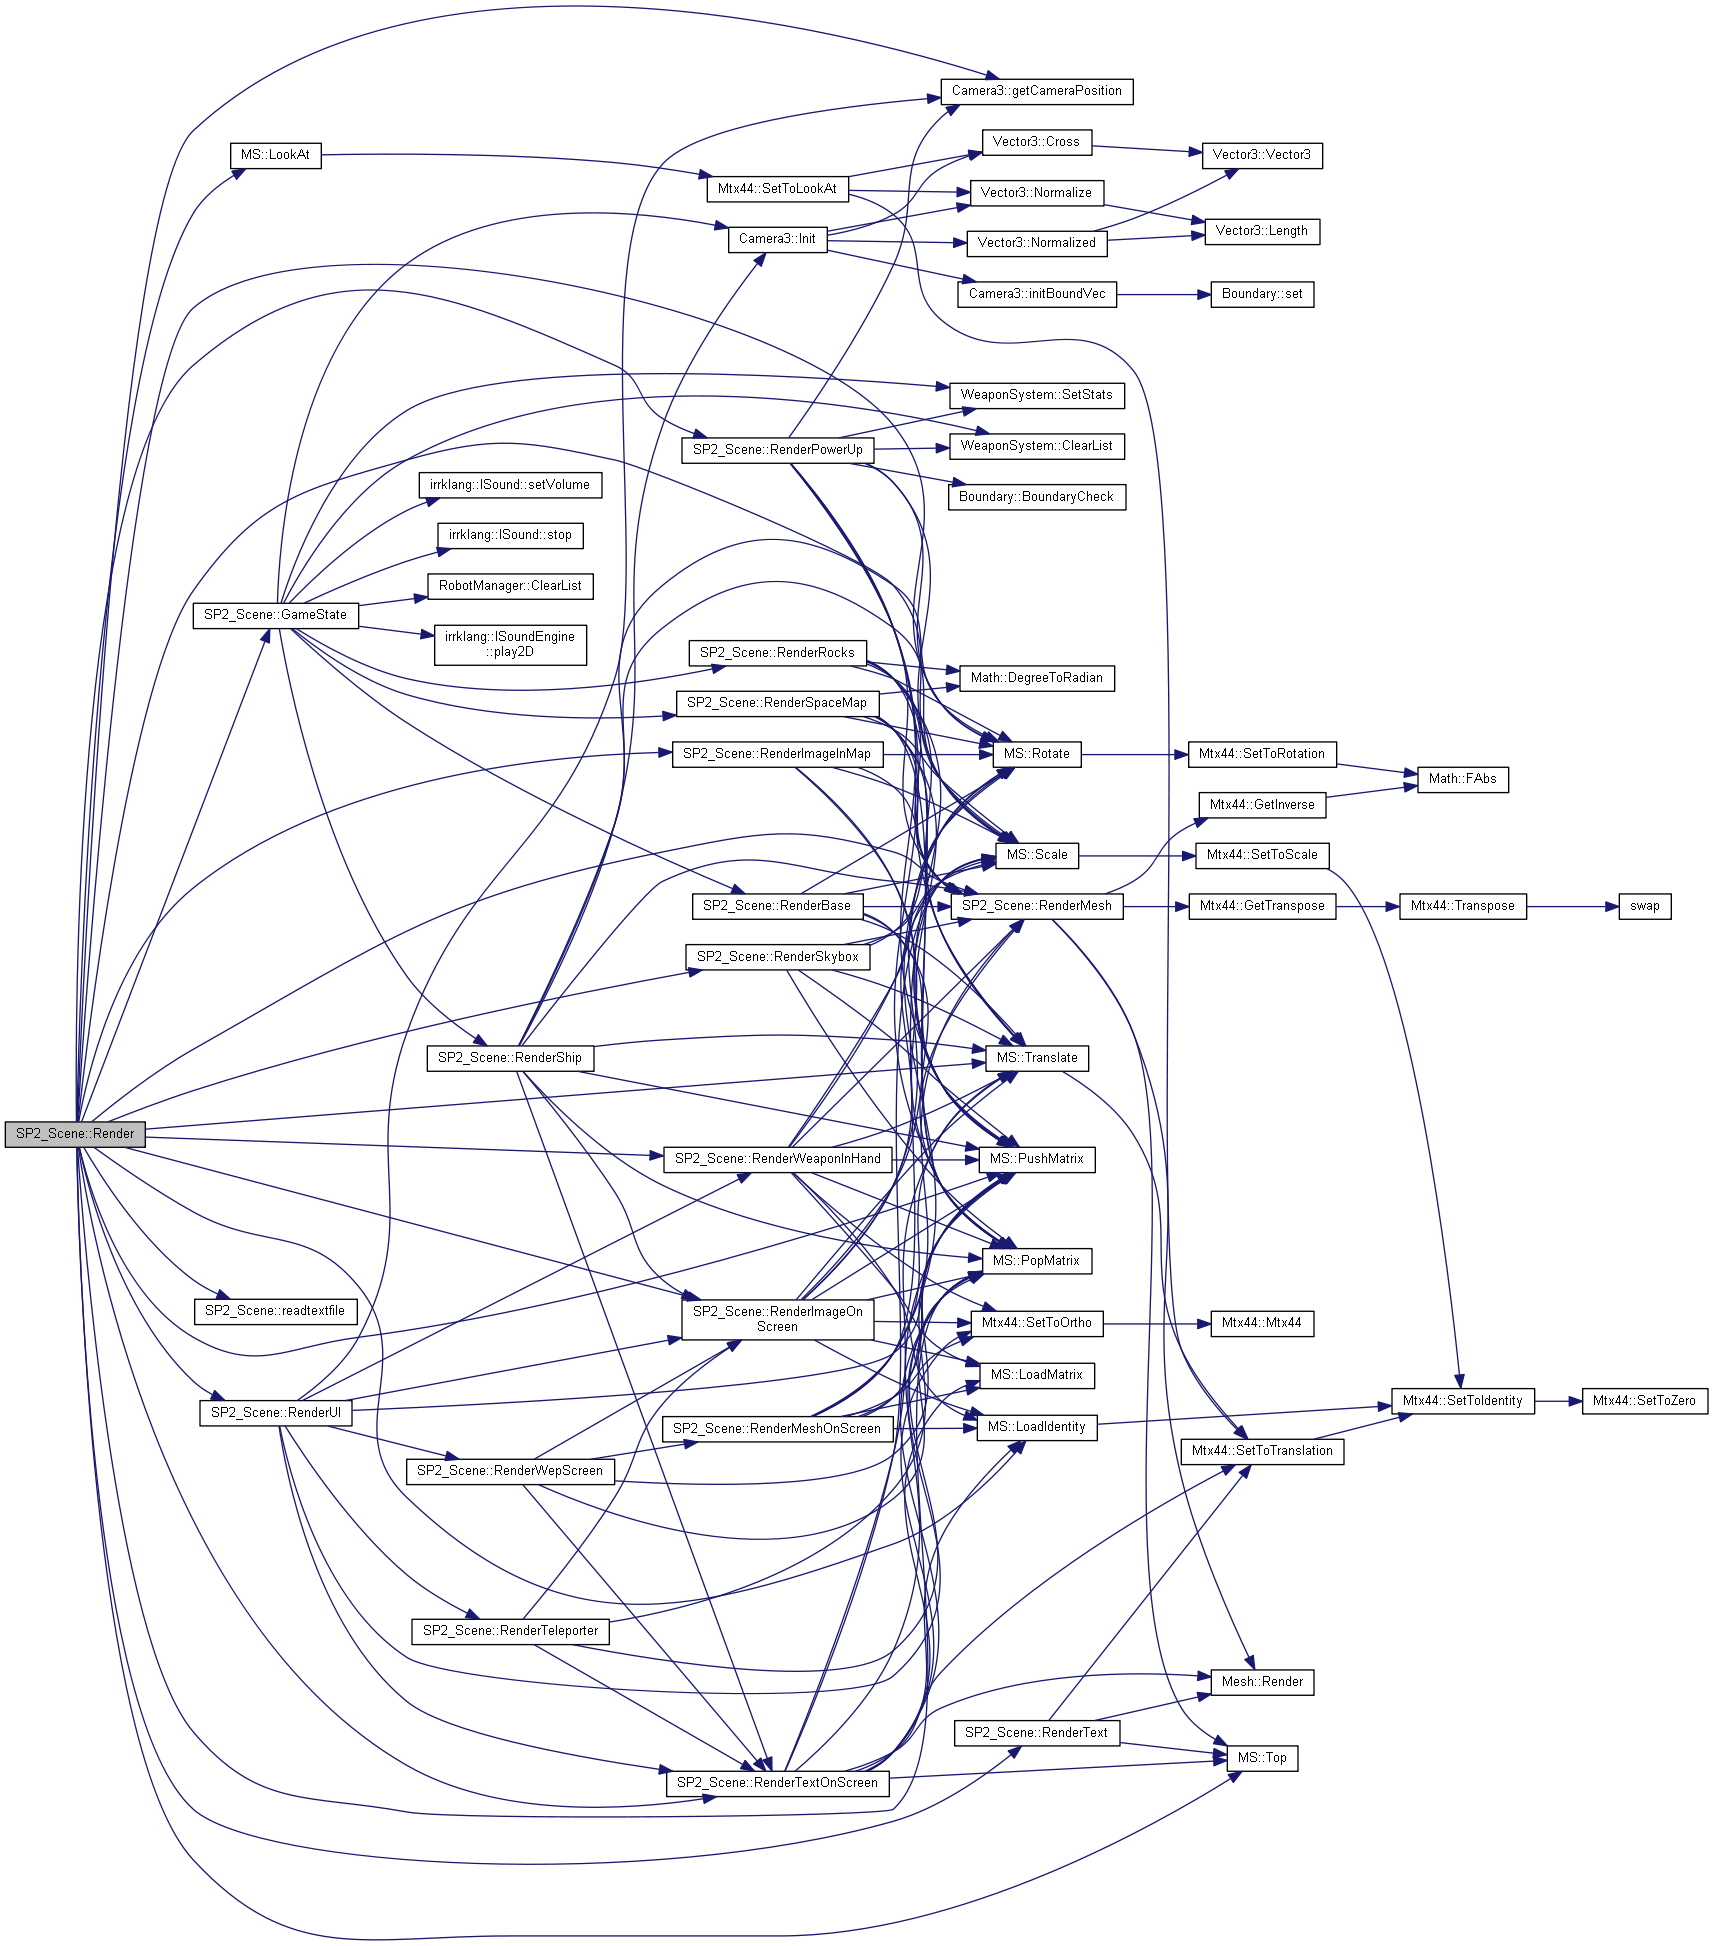 Camera3::getCameraPosition
Vector3::Cross
MS::LookAt
Vector3::Vector3
Mtx44::SetToLookAt
Vector3::Normalize
Vector3::Length
Camera3::Init
Vector3::Normalized
Camera3::initBoundVec
Boundary::set
WeaponSystem::SetStats
SP2_Scene::RenderPowerUp
WeaponSystem::ClearList
irrklang::ISound::setVolume
Boundary::BoundaryCheck
irrklang::ISound::stop
RobotManager::ClearList
SP2_Scene::GameState
irrklang::ISoundEngine
::play2D
SP2_Scene::RenderRocks
Math::DegreeToRadian
SP2_Scene::RenderSpaceMap
SP2_Scene::RenderImageInMap
MS::Rotate
Mtx44::SetToRotation
Math::FAbs
Mtx44::GetInverse
MS::Scale
Mtx44::SetToScale
SP2_Scene::RenderBase
SP2_Scene::RenderMesh
Mtx44::GetTranspose
Mtx44::Transpose
swap
SP2_Scene::RenderSkybox
SP2_Scene::RenderShip
MS::Translate
SP2_Scene::Render
SP2_Scene::RenderWeaponInHand
MS::PushMatrix
MS::PopMatrix
SP2_Scene::readtextfile
SP2_Scene::RenderImageOn
Screen
Mtx44::SetToOrtho
Mtx44::Mtx44
MS::LoadMatrix
SP2_Scene::RenderUI
Mtx44::SetToIdentity
Mtx44::SetToZero
SP2_Scene::RenderMeshOnScreen
MS::LoadIdentity
Mtx44::SetToTranslation
SP2_Scene::RenderWepScreen
SP2_Scene::RenderTeleporter
Mesh::Render
SP2_Scene::RenderText
MS::Top
SP2_Scene::RenderTextOnScreen